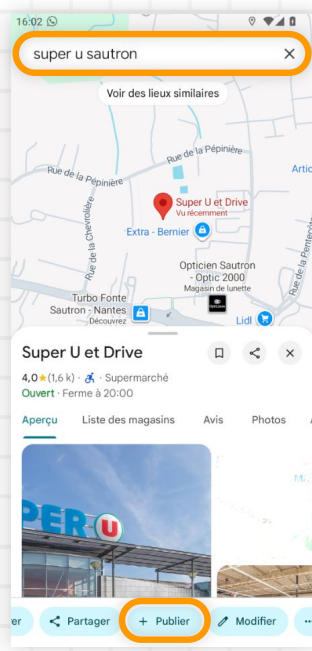 16:02
super u sautron
Voir des lieux similaires
Rue de la Pépinière
Rue de la Pépinière
Artic
Super U et Drive
Vu récemment
Rue de la Chevrolière
Extra - Bernier
Opticien Sautron
- Optic 2000
Magasin de lunette
Turbo Fonte
Sautron - Nantes
Découvrez
Lidl
Super U et Drive
4,0★(1,6 k) · · Supermarché
Ouvert · Ferme à 20:00
Aperçu Liste des magasins Avis Photos
PER U
er Partager + Publier Modifier ...